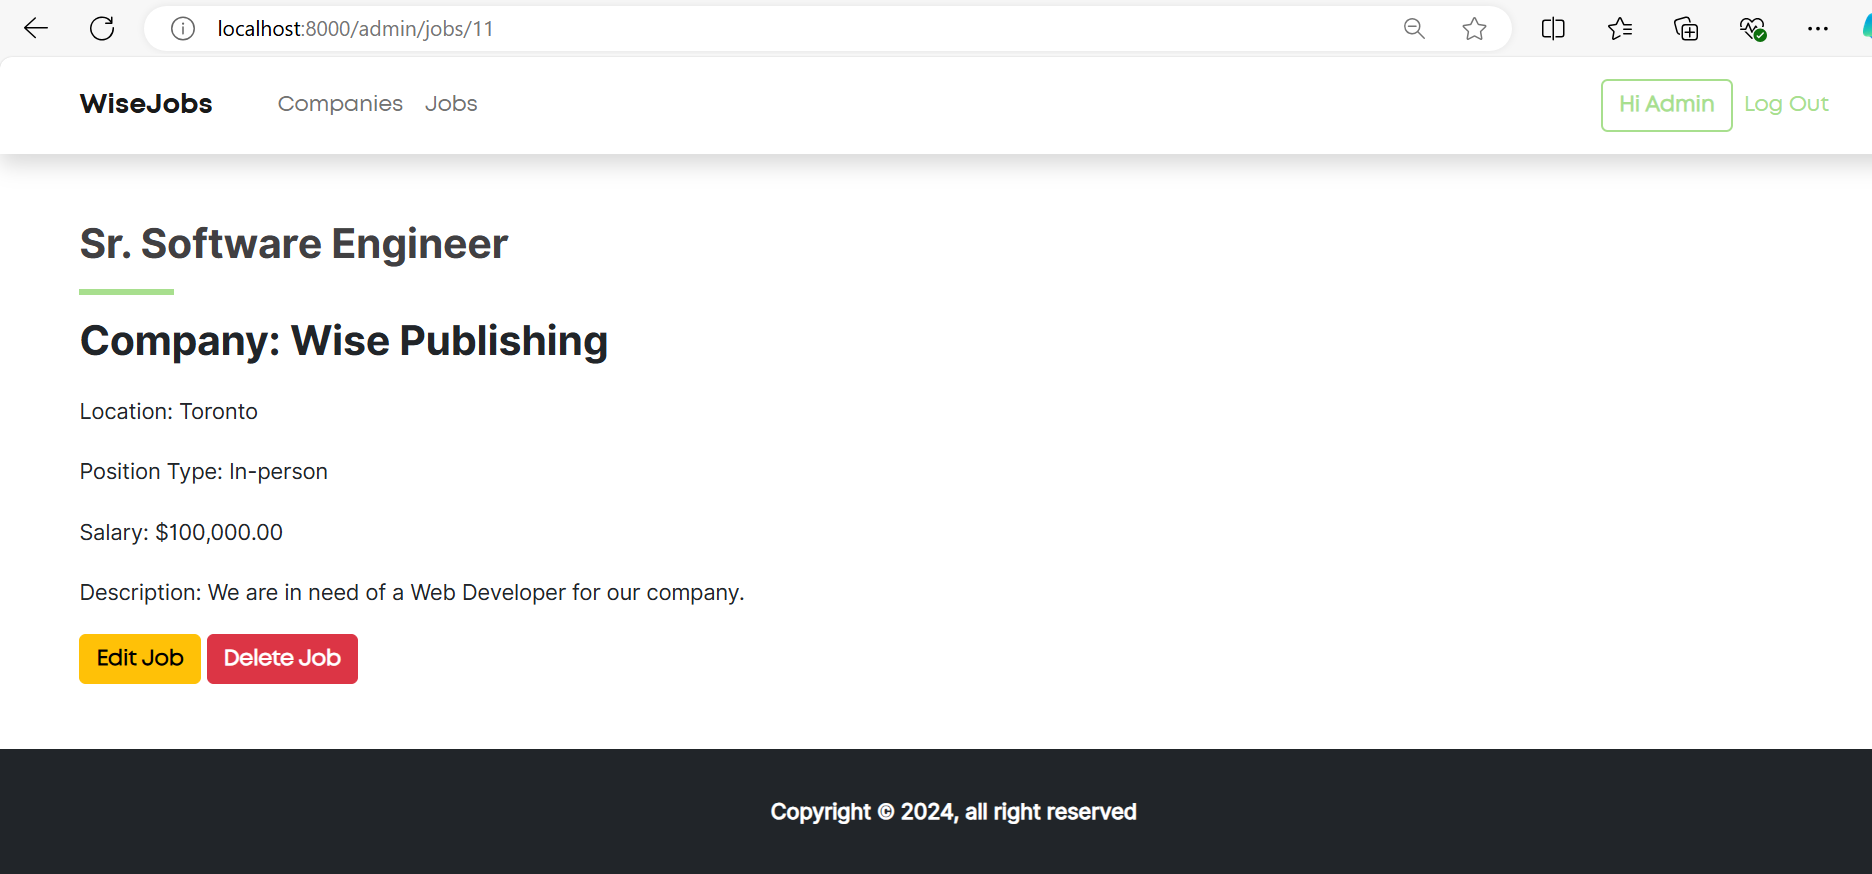 localhost:8000/admin/jobs/11
WiseJobs Companies Jobs Hi Admin Log Out
Sr. Software Engineer
Company: Wise Publishing
Location: Toronto
Position Type: In-person
Salary: $100,000.00
Description: We are in need of a Web Developer for our company.
Edit Job Delete Job
Copyright © 2024, all right reserved